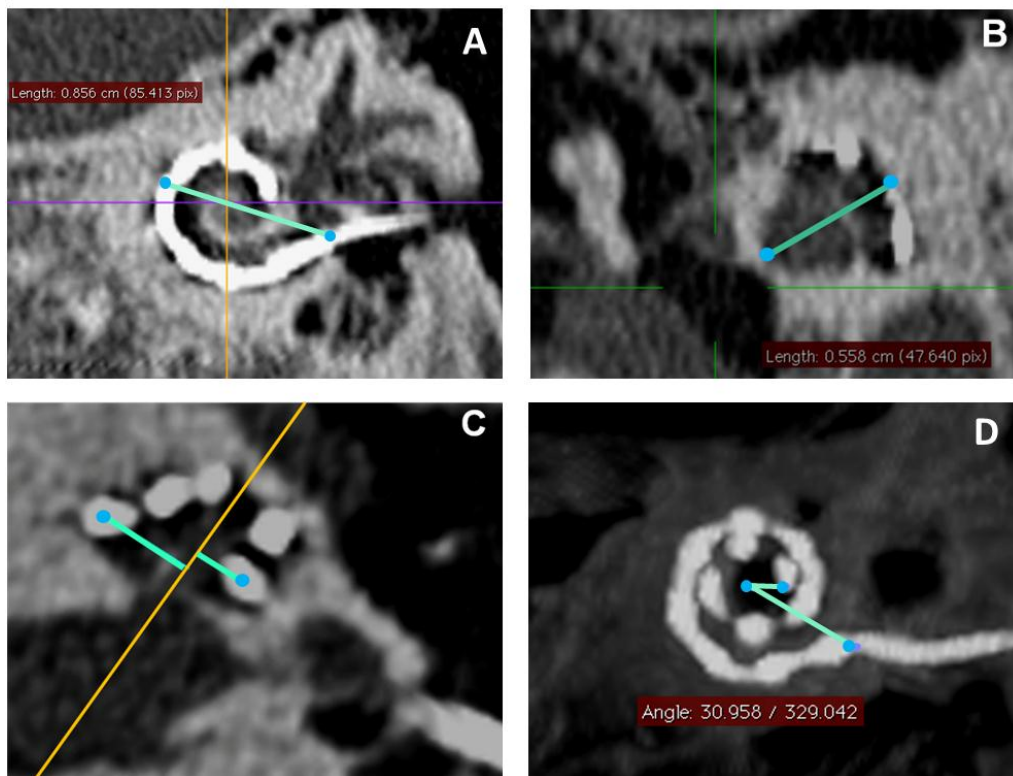 A
Length: 0.856 cm (85.413 pix)
B
Length: 0.558 cm (47.640 pix)
C
D
Angle: 30.958 / 329.042